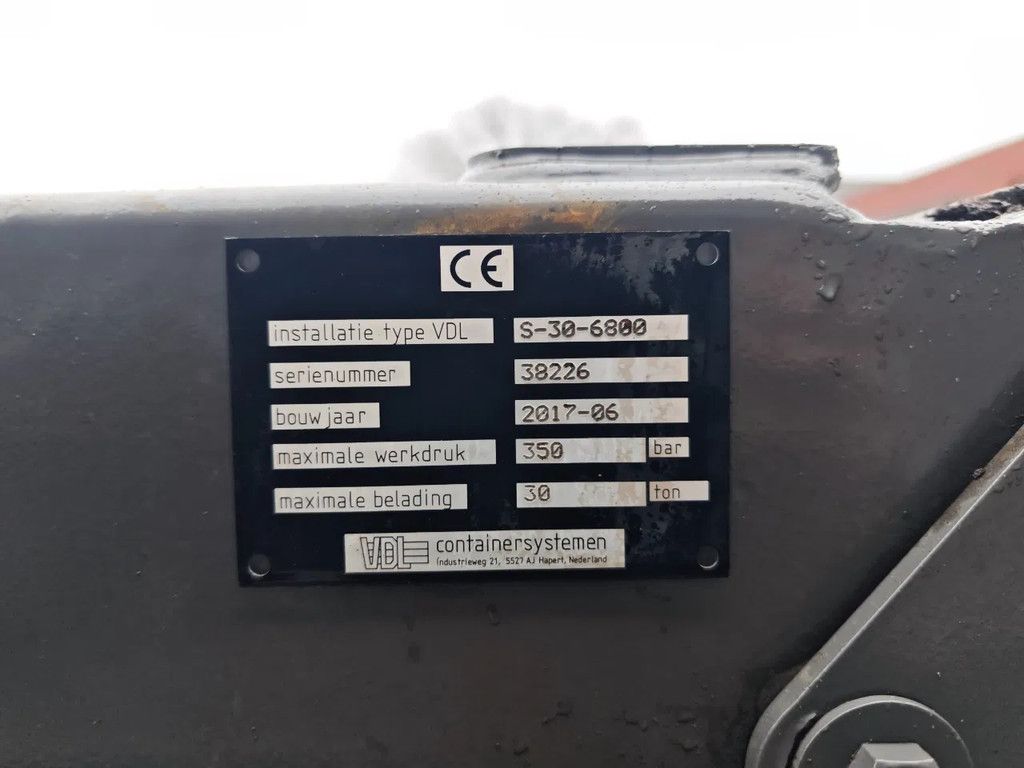 CE
installatie type VDL S-30-6800
serienummer 38226
bouwjaar 2017-06
maximale werkdruk 350 bar
maximale belading 30 ton
VDL containersystemen
Industrieweg 21, 5527 AJ Hapert, Nederland